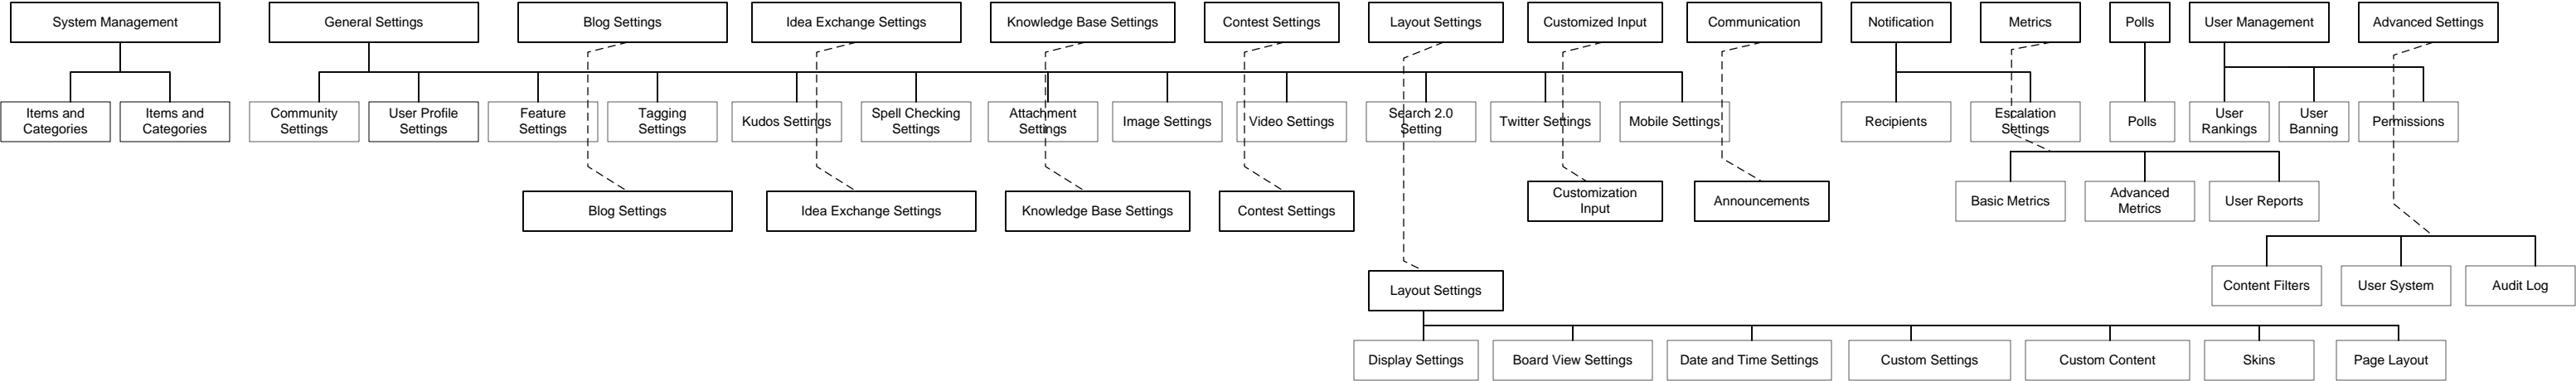 System Management
General Settings
Blog Settings
Idea Exchange Settings
Knowledge Base Settings
Contest Settings
Layout Settings
Customized Input
Communication
Notification
Metrics
Polls
User Management
Advanced Settings
Items and
Categories
Items and
Categories
Community
Settings
User Profile
Settings
Feature
Settings
Tagging
Settings
Kudos Settings
Spell Checking
Settings
Attachment
Settings
Image Settings
Video Settings
Search 2.0
Setting
Twitter Settings
Mobile Settings
Recipients
Escalation
Settings
Polls
User
Rankings
User
Banning
Permissions
Blog Settings
Idea Exchange Settings
Knowledge Base Settings
Contest Settings
Customization
Input
Announcements
Basic Metrics
Advanced
Metrics
User Reports
Content Filters
User System
Audit Log
Layout Settings
Display Settings
Board View Settings
Date and Time Settings
Custom Settings
Custom Content
Skins
Page Layout